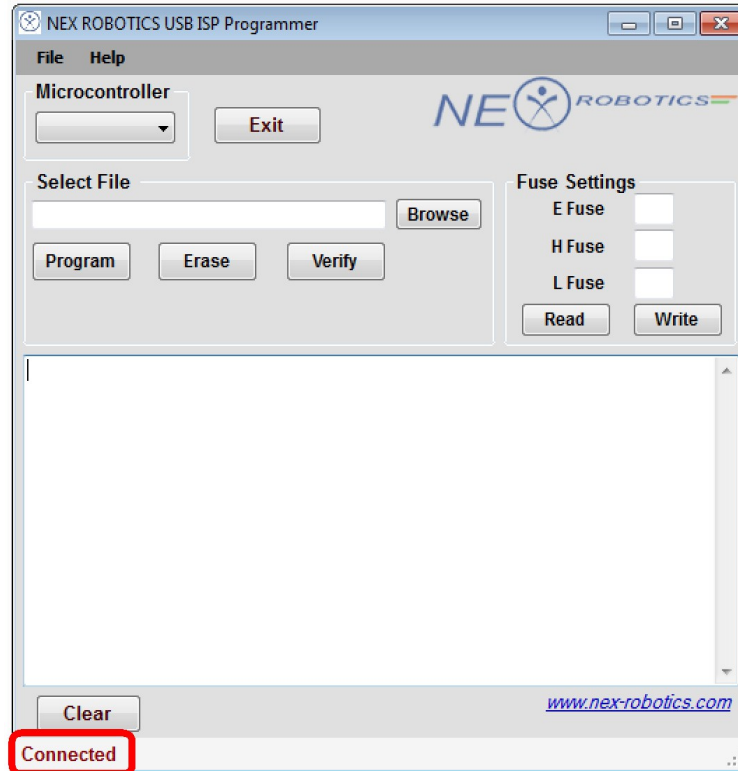 NEX ROBOTICS USB ISP Programmer
File Help
Microcontroller
Exit
NEX ROBOTICS
Select File
Browse
Program Erase Verify
Fuse Settings
E Fuse
H Fuse
L Fuse
Read Write
Clear
www.nex-robotics.com
Connected